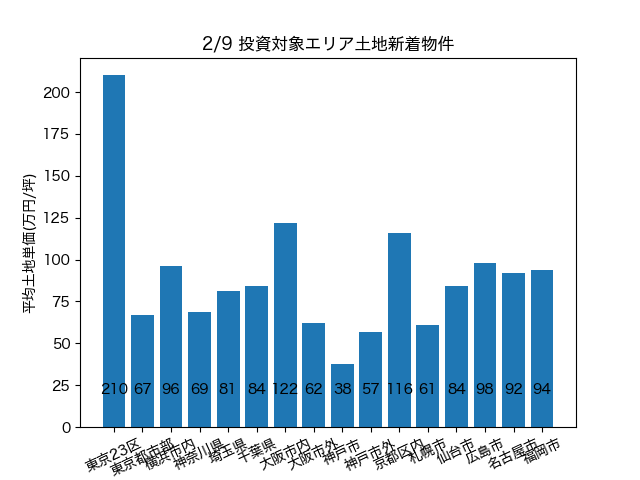 2/9 投資対象エリア土地新着物件
平均土地単価(万円/坪)
200
175
150
125
100
75
50
25
0
210 67 96 69 81 84 122 62 38 57 116 61 84 98 92 94
東京23区
東京都市部
横浜市内
神奈川県
埼玉県
千葉県
大阪市内
大阪市外
神戸市
神戸市外
京都区内
札幌市
仙台市
広島市
名古屋市
福岡市